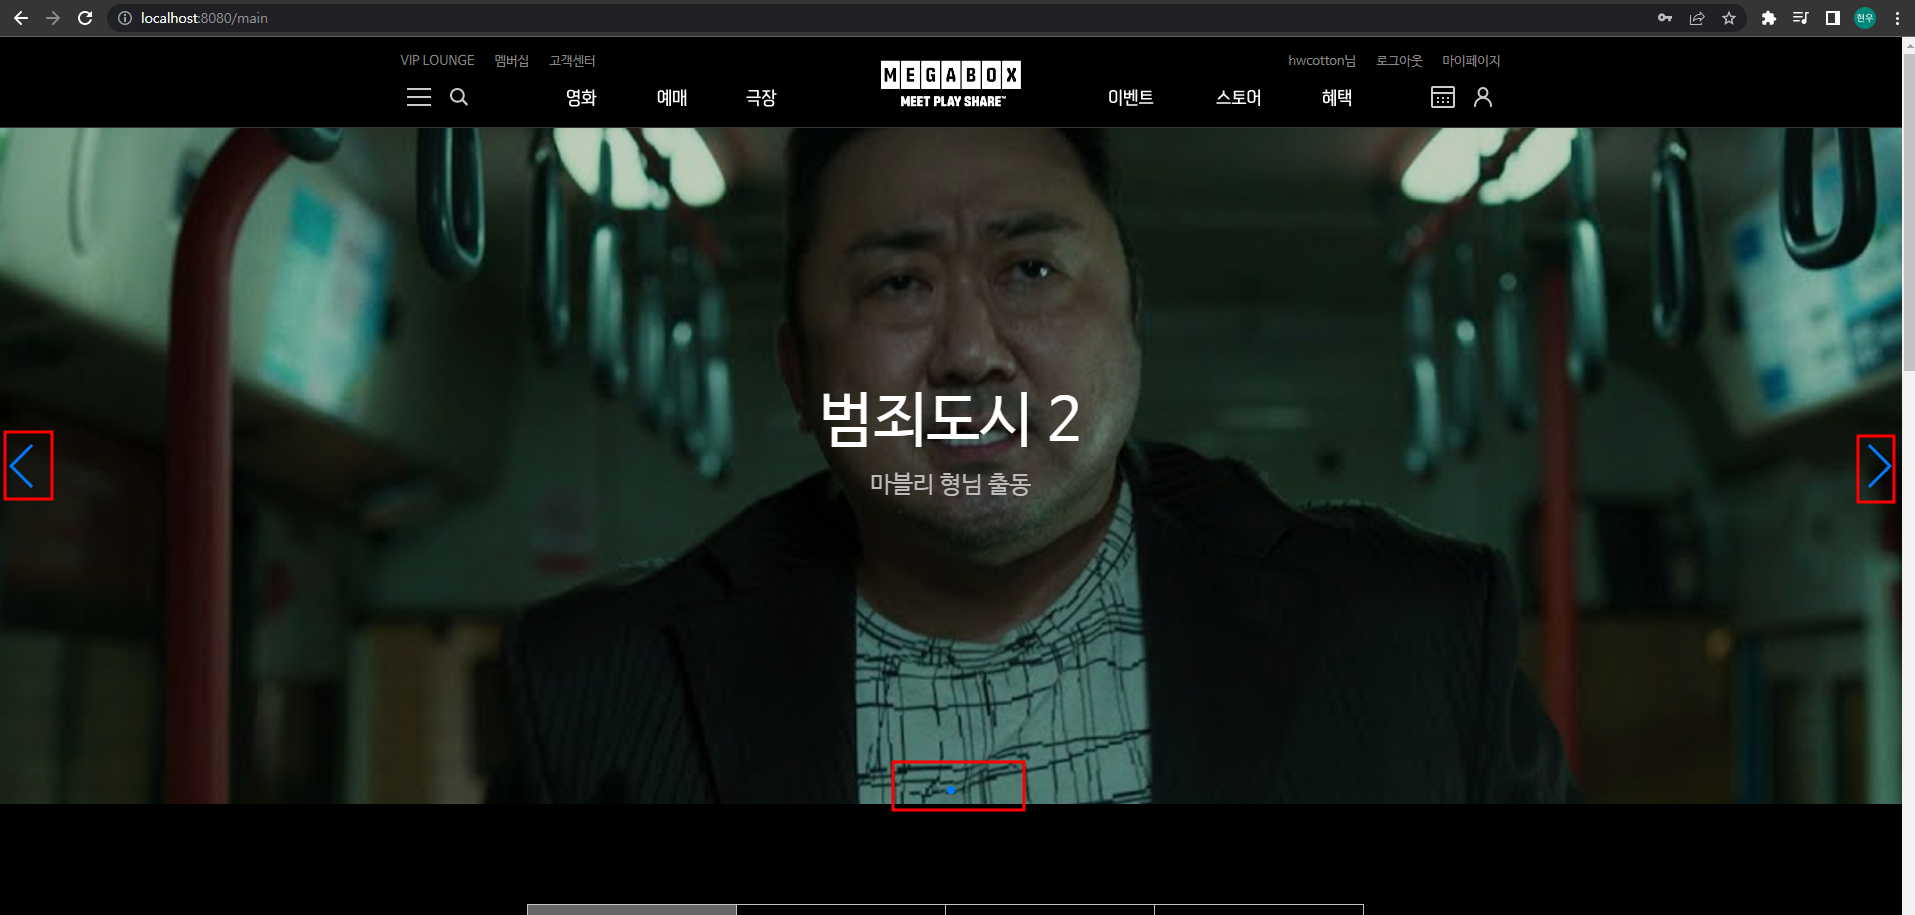 localhost:8080/main
현우
VIP LOUNGE 멤버십 고객센터
hwcotton님 로그아웃 마이페이지
MEGABOX
MEET PLAY SHARE™
영화 예매 극장
이벤트 스토어 혜택
범죄도시 2
마블리 형님 출동